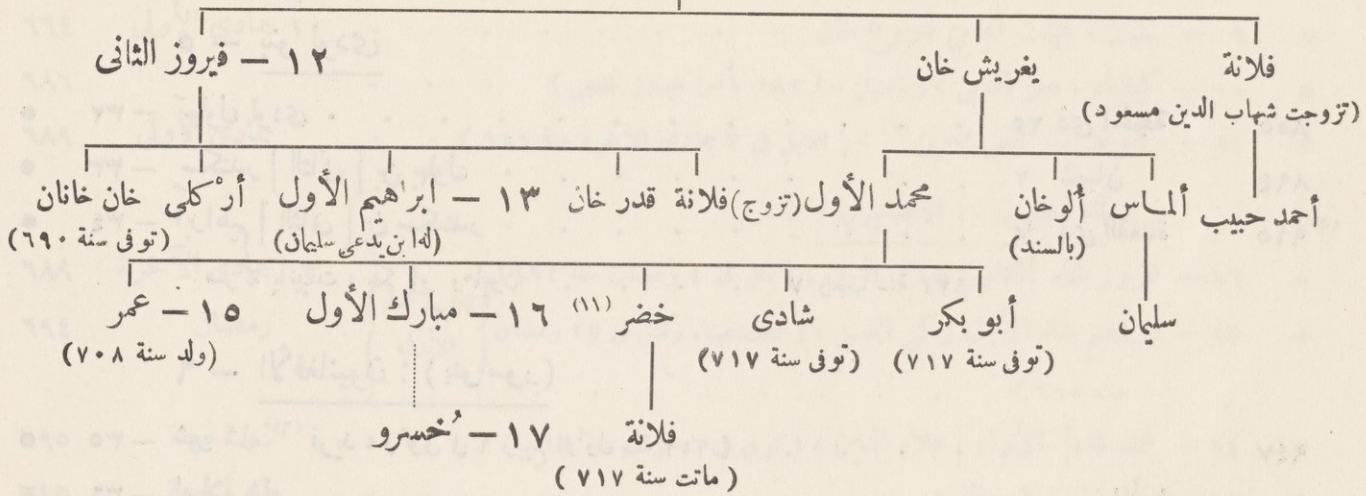 فلانة يغريش خان ١٢ — فيروز الثانى
(تزوجت شهاب الدين مسعود)
أحمد حبيب ألماس ألوخان محمد الأول (تزوج) فلانة قدر خان ١٣ — ابراهيم الأول أرْكلى خان خانان
(بالسند) (له ابن يدعى سليمان) (توفى سنة ٦٩٠)
سليمان أبو بكر شادى خضر (١١) ١٦ — مبارك الأول ١٥ — عمر
(توفى سنة ٧١٧) (توفى سنة ٧١٧) (ولد سنة ٧٠٨)
فلانة ١٧ — خُسرو
(ماتت سنة ٧١٧)